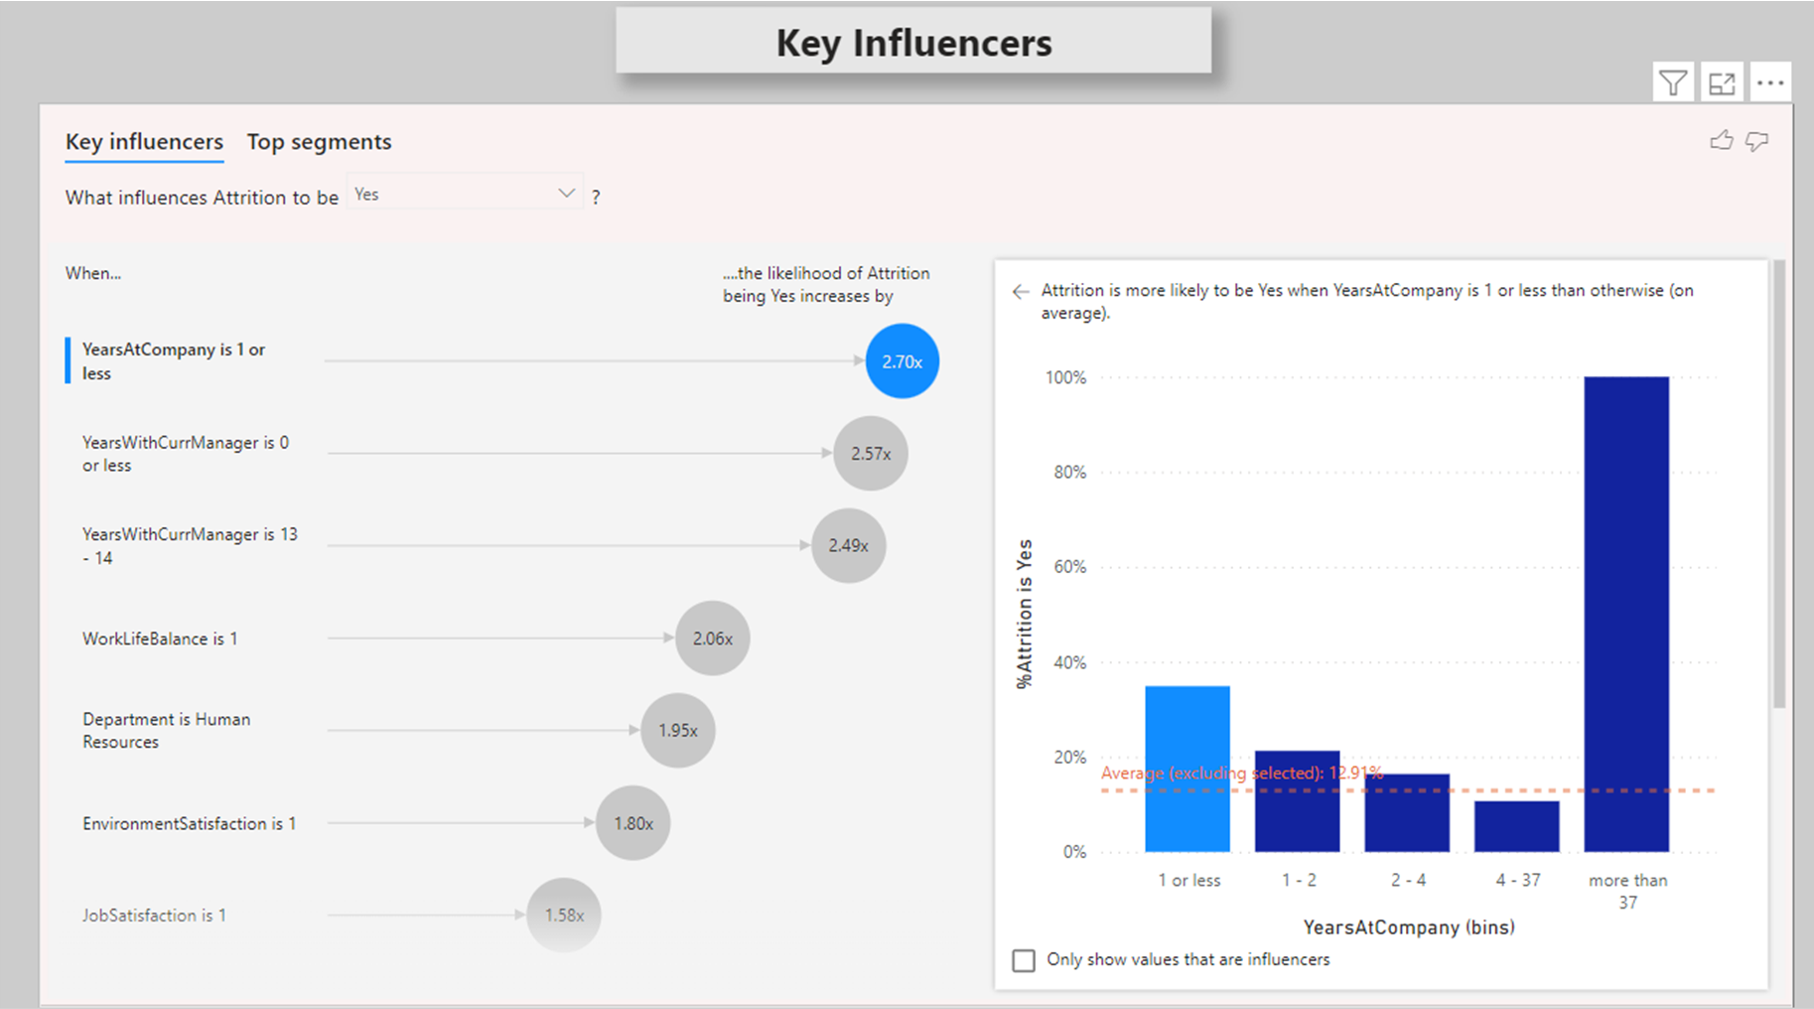 Key Influencers
Key influencers Top segments
What influences Attrition to be Yes ?
When...
....the likelihood of Attrition
being Yes increases by
YearsAtCompany is 1 or
less
2.70x
YearsWithCurrManager is 0
or less
2.57x
YearsWithCurrManager is 13
- 14
2.49x
WorkLifeBalance is 1
2.06x
Department is Human
Resources
1.95x
EnvironmentSatisfaction is 1
1.80x
JobSatisfaction is 1
1.58x
Attrition is more likely to be Yes when YearsAtCompany is 1 or less than otherwise (on
average).
100%
80%
60%
40%
20%
0%
%Attrition is Yes
Average (excluding selected): 12.91%
1 or less
1 - 2
2 - 4
4 - 37
more than
37
YearsAtCompany (bins)
Only show values that are influencers